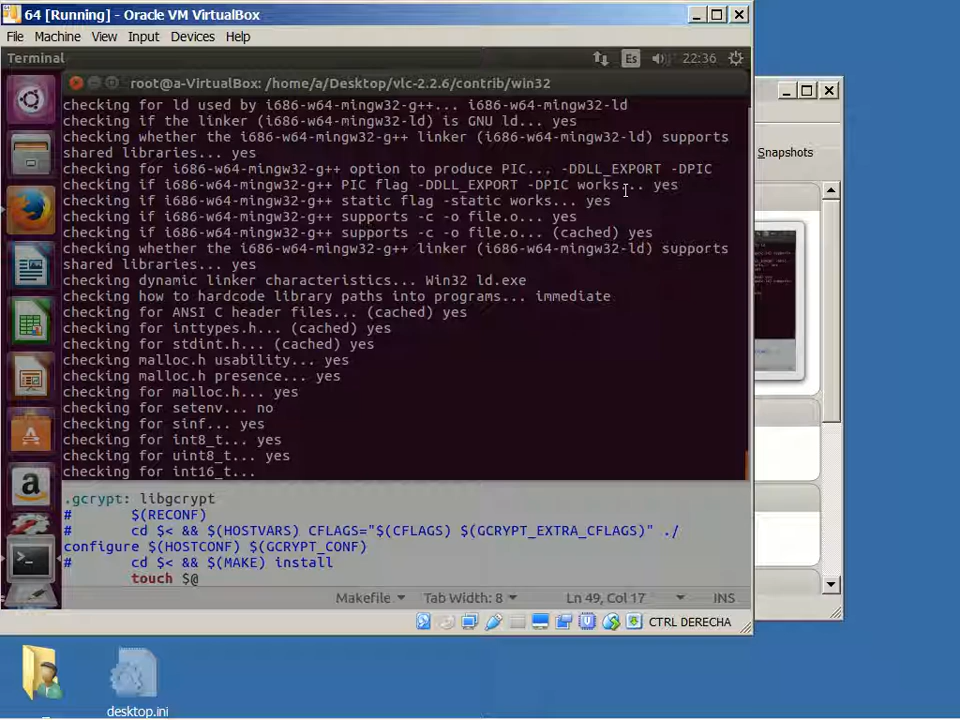 64 [Running] - Oracle VM VirtualBox
File Machine View Input Devices Help
Terminal
Es
22:36
root@a-VirtualBox: /home/a/Desktop/vlc-2.2.6/contrib/win32
checking for ld used by i686-w64-mingw32-g++... i686-w64-mingw32-ld
checking if the linker (i686-w64-mingw32-ld) is GNU ld... yes
checking whether the i686-w64-mingw32-g++ linker (i686-w64-mingw32-ld) supports
shared libraries... yes
checking for i686-w64-mingw32-g++ option to produce PIC... -DDLL_EXPORT -DPIC
checking if i686-w64-mingw32-g++ PIC flag -DDLL_EXPORT -DPIC works... yes
checking if i686-w64-mingw32-g++ static flag -static works... yes
checking if i686-w64-mingw32-g++ supports -c -o file.o... yes
checking if i686-w64-mingw32-g++ supports -c -o file.o... (cached) yes
checking whether the i686-w64-mingw32-g++ linker (i686-w64-mingw32-ld) supports
shared libraries... yes
checking dynamic linker characteristics... Win32 ld.exe
checking how to hardcode library paths into programs... immediate
checking for ANSI C header files... (cached) yes
checking for inttypes.h... (cached) yes
checking for stdint.h... (cached) yes
checking malloc.h usability... yes
checking malloc.h presence... yes
checking for malloc.h... yes
checking for setenv... no
checking for sinf... yes
checking for int8_t... yes
checking for uint8_t... yes
checking for int16_t...
.gcrypt: libgcrypt
# $(RECONF)
# cd $< && $(HOSTVARS) CFLAGS="$(CFLAGS) $(GCRYPT_EXTRA_CFLAGS)" ./
configure $(HOSTCONF) $(GCRYPT_CONF)
# cd $< && $(MAKE) install
touch $@
Makefile Tab Width: 8 Ln 49, Col 17 INS
CTRL DERECHA
Snapshots
desktop.ini